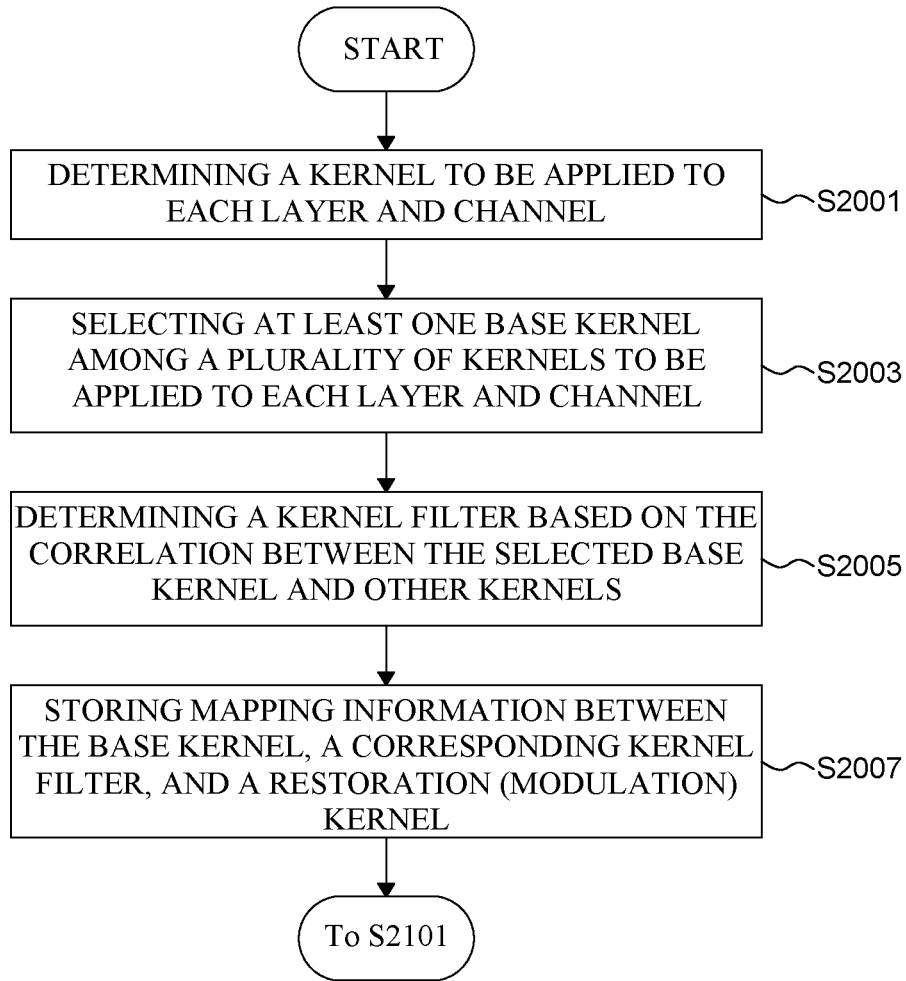 START
DETERMINING A KERNEL TO BE APPLIED TO
EACH LAYER AND CHANNEL
S2001
SELECTING AT LEAST ONE BASE KERNEL
AMONG A PLURALITY OF KERNELS TO BE
APPLIED TO EACH LAYER AND CHANNEL
S2003
DETERMINING A KERNEL FILTER BASED ON THE
CORRELATION BETWEEN THE SELECTED BASE
KERNEL AND OTHER KERNELS
S2005
STORING MAPPING INFORMATION BETWEEN
THE BASE KERNEL, A CORRESPONDING KERNEL
FILTER, AND A RESTORATION (MODULATION)
KERNEL
S2007
To S2101